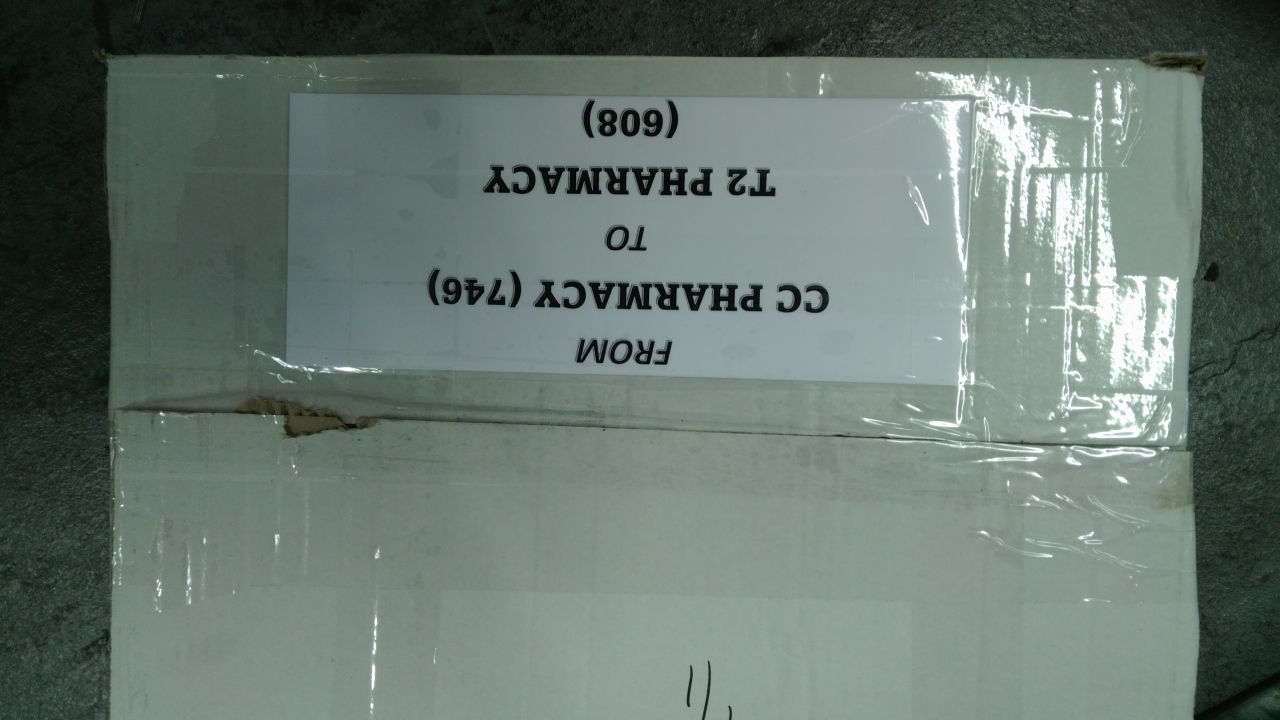 FROM
CC PHARMACY (746)
TO
T2 PHARMACY
(608)